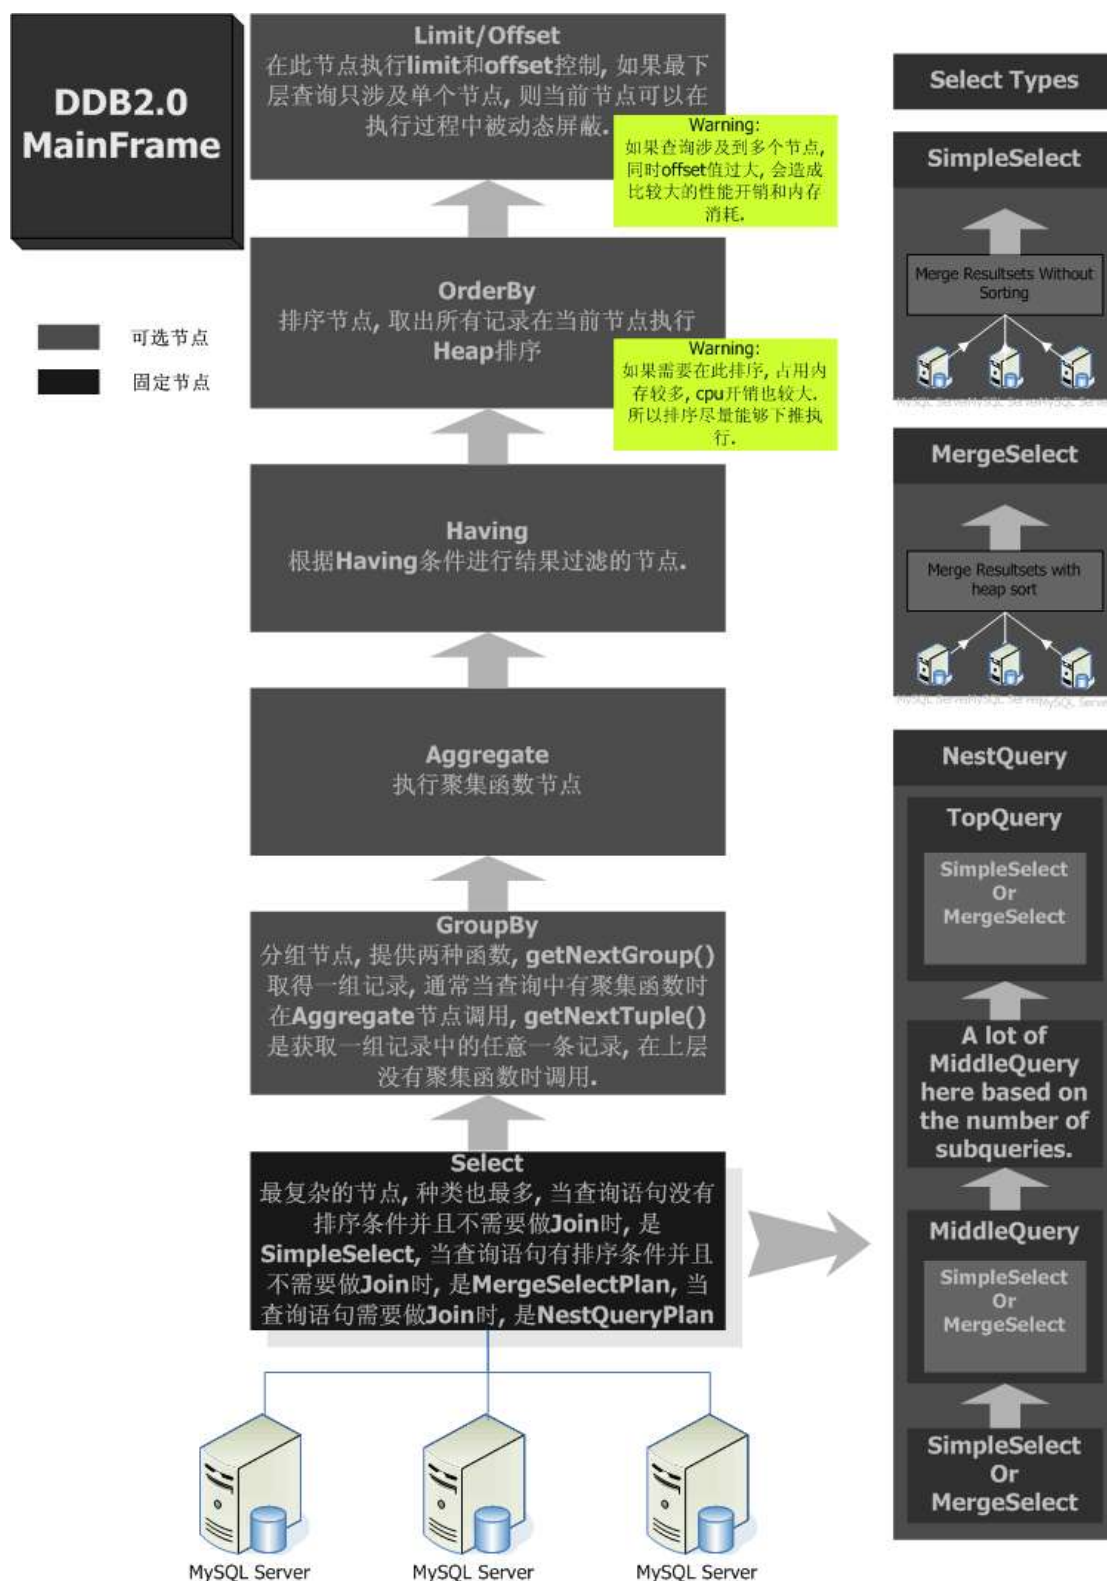 DDB2.0
MainFrame
可选节点
固定节点
Limit/Offset
在此节点执行limit和offset控制, 如果最下
层查询只涉及单个节点, 则当前节点可以在
执行过程中被动态屏蔽.
Warning:
如果查询涉及到多个节点,
同时offset值过大, 会造成
比较大的性能开销和内存
消耗.
OrderBy
排序节点, 取出所有记录在当前节点执行
Heap排序
Warning:
如果需要在此排序, 占用内
存较多, cpu开销也较大.
所以排序尽量能够下推执
行.
Having
根据Having条件进行结果过滤的节点.
Aggregate
执行聚集函数节点
GroupBy
分组节点, 提供两种函数, getNextGroup()
取得一组记录, 通常当查询中有聚集函数时
在Aggregate节点调用, getNextTuple()
是获取一组记录中的任意一条记录, 在上层
没有聚集函数时调用.
Select
最复杂的节点, 种类也最多, 当查询语句没有
排序条件并且不需要做Join时, 是
SimpleSelect, 当查询语句有排序条件并且
不需要做Join时, 是MergeSelectPlan, 当
查询语句需要做Join时, 是NestQueryPlan
MySQL Server
MySQL Server
MySQL Server
Select Types
SimpleSelect
Merge Resultsets Without
Sorting
MergeSelect
Merge Resultsets with
heap sort
MySQL Server
NestQuery
TopQuery
SimpleSelect
Or
MergeSelect
A lot of
MiddleQuery
here based on
the number of
subqueries.
MiddleQuery
SimpleSelect
Or
MergeSelect
SimpleSelect
Or
MergeSelect